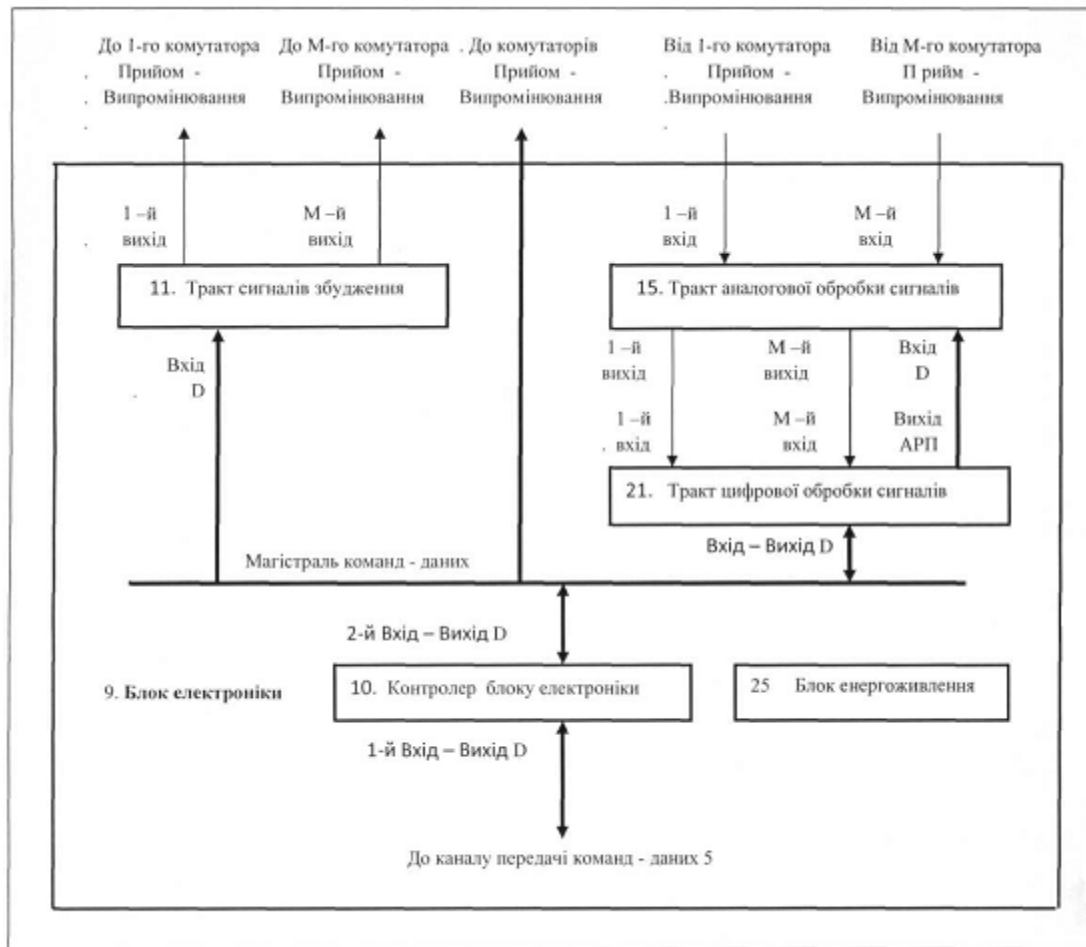 До 1-го комутатора
Прийом -
Випромінювання
До М-го комутатора
Прийом -
Випромінювання
. До комутаторів
Прийом -
Випромінювання
Від 1-го комутатора
Прийом -
.Випромінювання
Від М-го комутатора
П рийм -
Випромінювання
1 –й
вихід
М –й
вихід
1 –й
вхід
М –й
вхід
11. Тракт сигналів збудження
15. Тракт аналогової обробки сигналів
Вхід
D
1 –й
вихід
М –й
вихід
Вхід
D
1 –й
. вхід
М –й
вхід
Вихід
АРП
21. Тракт цифрової обробки сигналів
Вхід – Вихід D
Магістраль команд - даних
2-й Вхід – Вихід D
9. Блок електроніки
10. Контролер блоку електроніки
25 Блок енергоживлення
1-й Вхід – Вихід D
До каналу передачі команд - даних 5